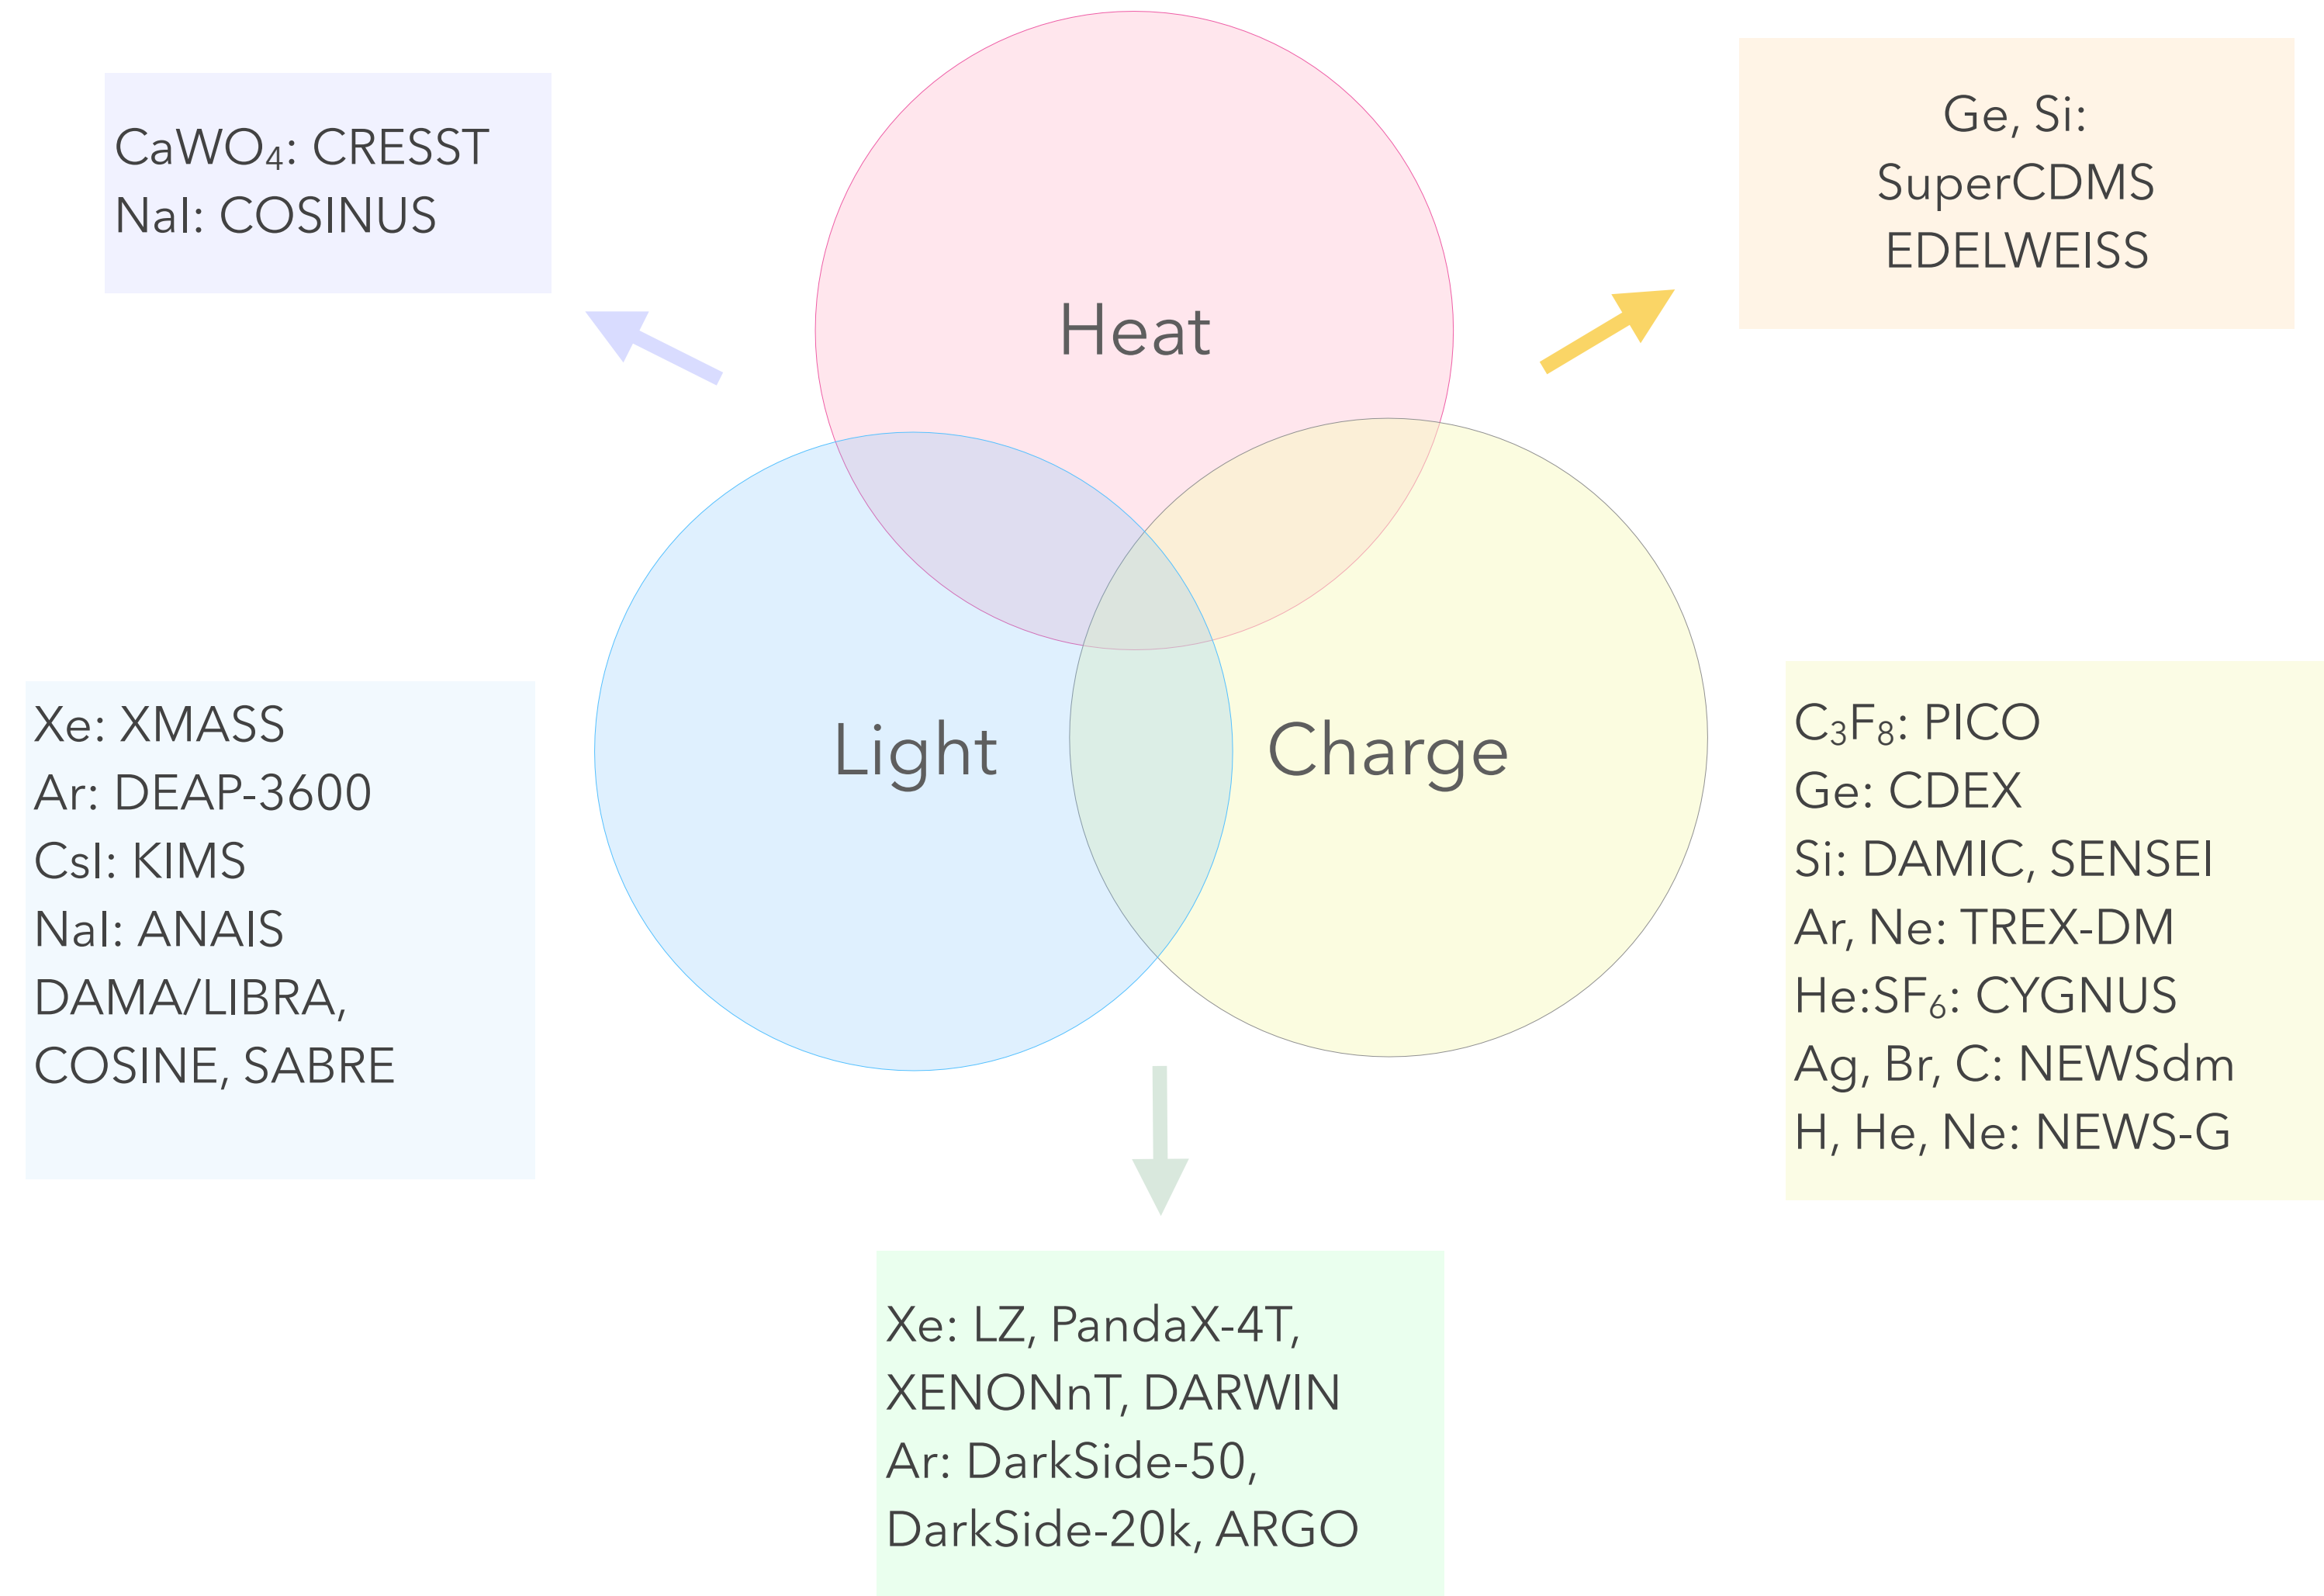 CaWO₄: CRESST
NaI: COSINUS
Ge, Si:
SuperCDMS
EDELWEISS
Heat
Light
Charge
Xe: XMASS
Ar: DEAP-3600
CsI: KIMS
NaI: ANAIS
DAMA/LIBRA,
COSINE, SABRE
C₃F₈: PICO
Ge: CDEX
Si: DAMIC, SENSEI
Ar, Ne: TREX-DM
He:SF₆: CYGNUS
Ag, Br, C: NEWSdm
H, He, Ne: NEWS-G
Xe: LZ, PandaX-4T,
XENONnT, DARWIN
Ar: DarkSide-50,
DarkSide-20k, ARGO